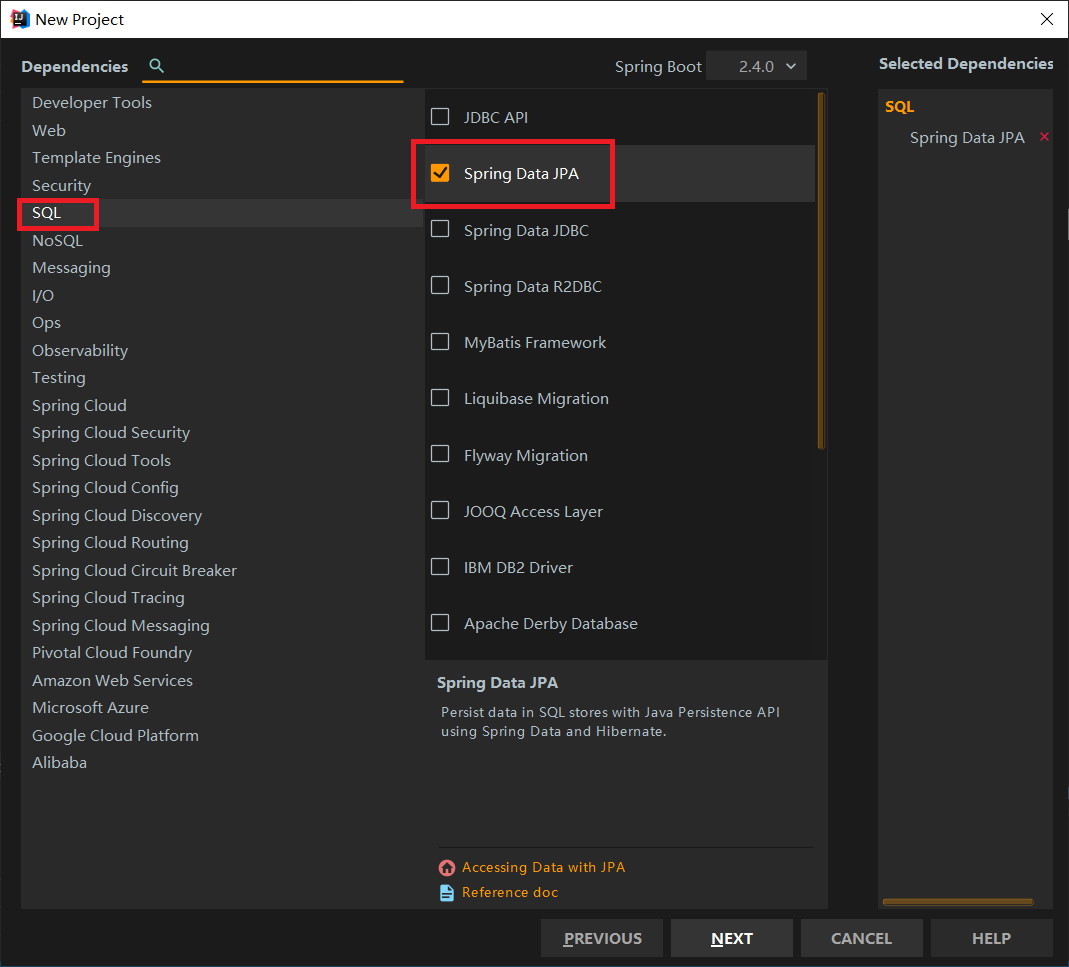 New Project
Dependencies
Spring Boot
2.4.0
Selected Dependencies
Developer Tools
Web
Template Engines
Security
SQL
NoSQL
Messaging
I/O
Ops
Observability
Testing
Spring Cloud
Spring Cloud Security
Spring Cloud Tools
Spring Cloud Config
Spring Cloud Discovery
Spring Cloud Routing
Spring Cloud Circuit Breaker
Spring Cloud Tracing
Spring Cloud Messaging
Pivotal Cloud Foundry
Amazon Web Services
Microsoft Azure
Google Cloud Platform
Alibaba
JDBC API
Spring Data JPA
Spring Data JDBC
Spring Data R2DBC
MyBatis Framework
Liquibase Migration
Flyway Migration
JOOQ Access Layer
IBM DB2 Driver
Apache Derby Database
Spring Data JPA
Persist data in SQL stores with Java Persistence API
using Spring Data and Hibernate.
Accessing Data with JPA
Reference doc
SQL
Spring Data JPA
PREVIOUS
NEXT
CANCEL
HELP